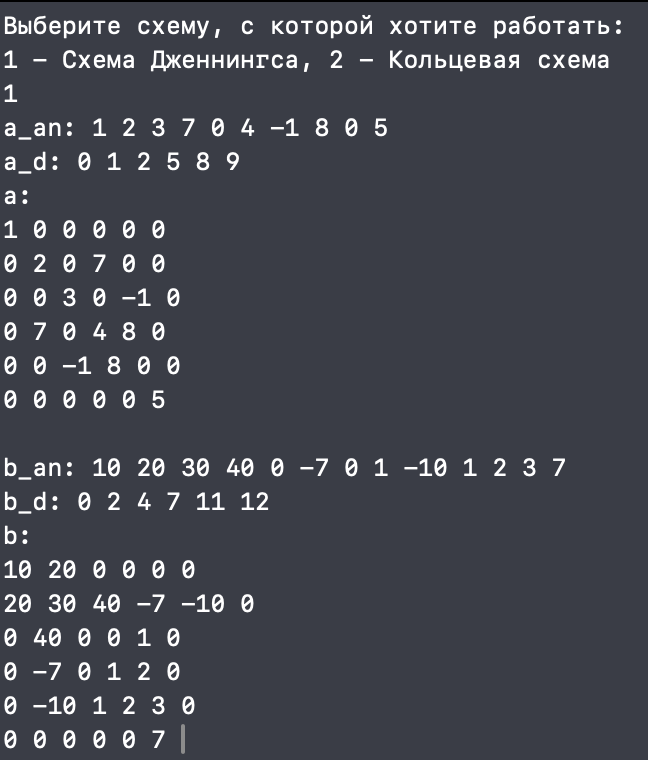 Выберите схему, с которой хотите работать:
1 – Схема Дженнингса, 2 – Кольцевая схема
1
a_an: 1 2 3 7 0 4 –1 8 0 5
a_d: 0 1 2 5 8 9
a:
1 0 0 0 0 0
0 2 0 7 0 0
0 0 3 0 –1 0
0 7 0 4 8 0
0 0 –1 8 0 0
0 0 0 0 0 5

b_an: 10 20 30 40 0 –7 0 1 –10 1 2 3 7
b_d: 0 2 4 7 11 12
b:
10 20 0 0 0 0
20 30 40 –7 –10 0
0 40 0 0 1 0
0 –7 0 1 2 0
0 –10 1 2 3 0
0 0 0 0 0 7